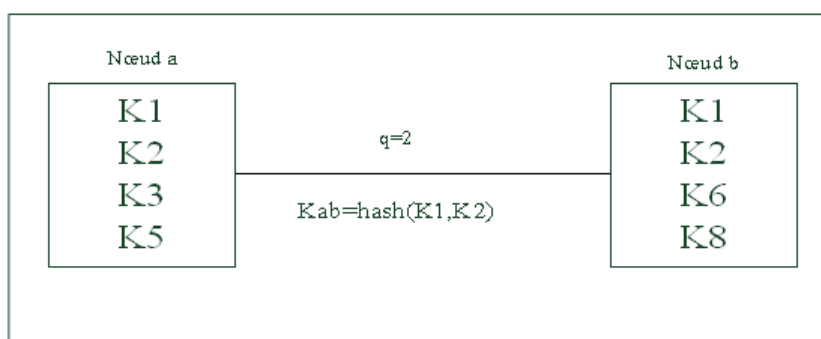 Nœud a
K1
K2
K3
K5
q=2
Kab=hash(K1,K2)
Nœud b
K1
K2
K6
K8